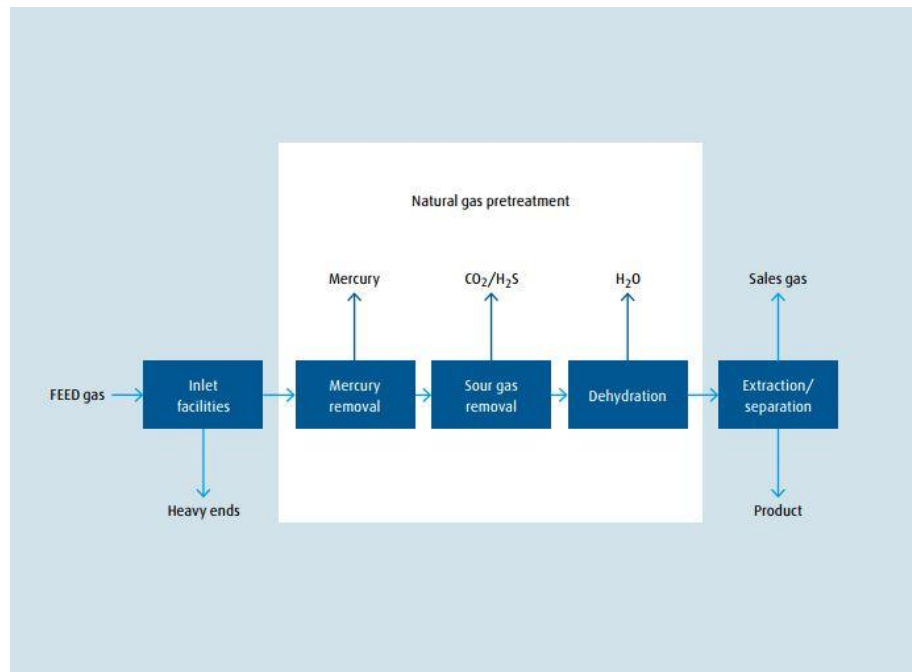 Natural gas pretreatment
Mercury
CO₂/H₂S
H₂O
Sales gas
FEED gas
Inlet
facilities
Mercury
removal
Sour gas
removal
Dehydration
Extraction/
separation
Heavy ends
Product